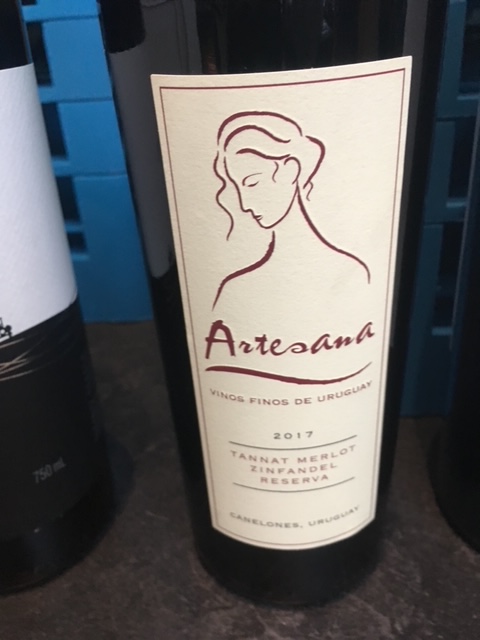 Artesana
VINOS FINOS DE URUGUAY
2017
TANNAT MERLOT
ZINFANDEL
RESERVA
CANELONES, URUGUAY
750 mL